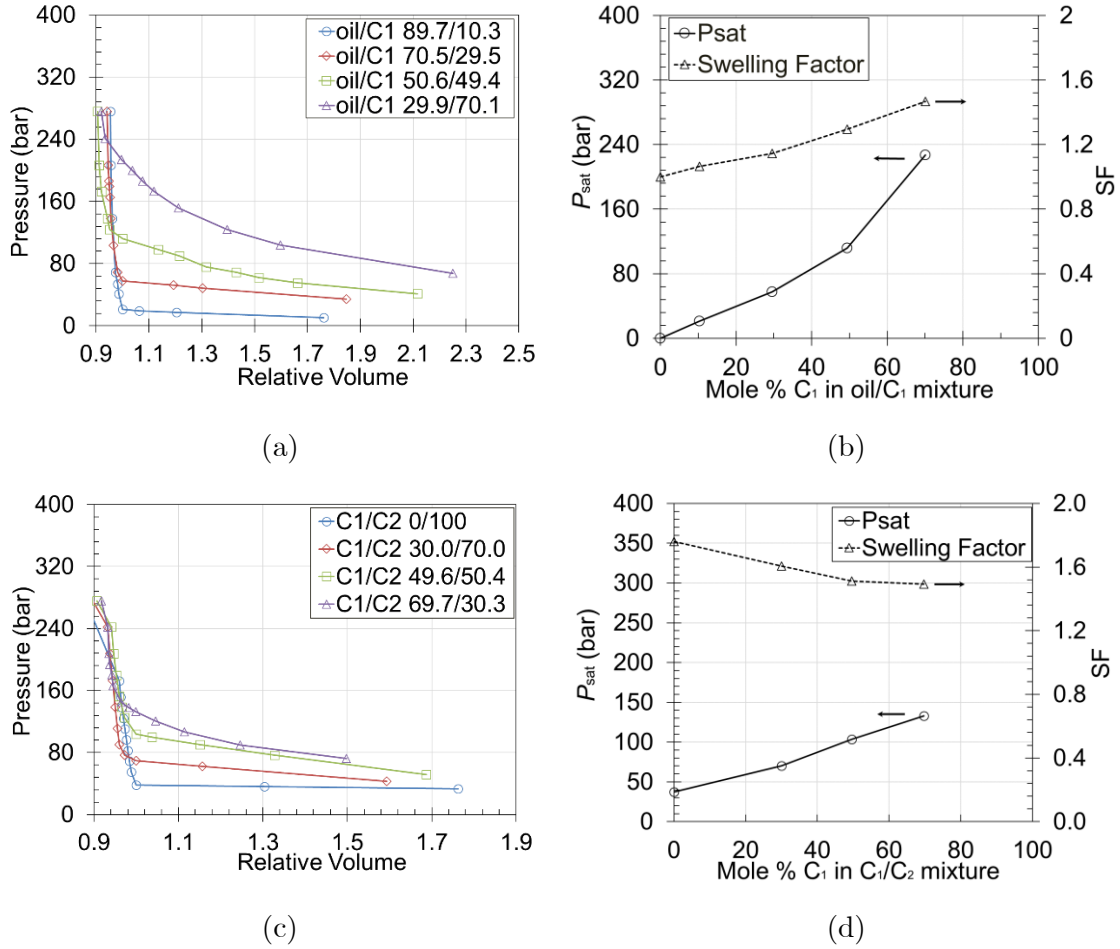 400
320
240
160
80
0
Pressure (bar)
0.9 1.1 1.3 1.5 1.7 1.9 2.1 2.3 2.5
Relative Volume
oil/C1 89.7/10.3
oil/C1 70.5/29.5
oil/C1 50.6/49.4
oil/C1 29.9/70.1
(a)
400
320
240
160
80
0
Psat (bar)
Psat
Swelling Factor
2
1.6
1.2
0.8
0.4
0
SF
0 20 40 60 80 100
Mole % C1 in oil/C1 mixture
(b)
400
320
240
160
80
0
Pressure (bar)
0.9 1.1 1.3 1.5 1.7 1.9
Relative Volume
C1/C2 0/100
C1/C2 30.0/70.0
C1/C2 49.6/50.4
C1/C2 69.7/30.3
(c)
400
350
300
250
200
150
100
50
0
Psat (bar)
Psat
Swelling Factor
2.0
1.6
1.2
0.8
0.4
0.0
SF
0 20 40 60 80 100
Mole % C1 in C1/C2 mixture
(d)